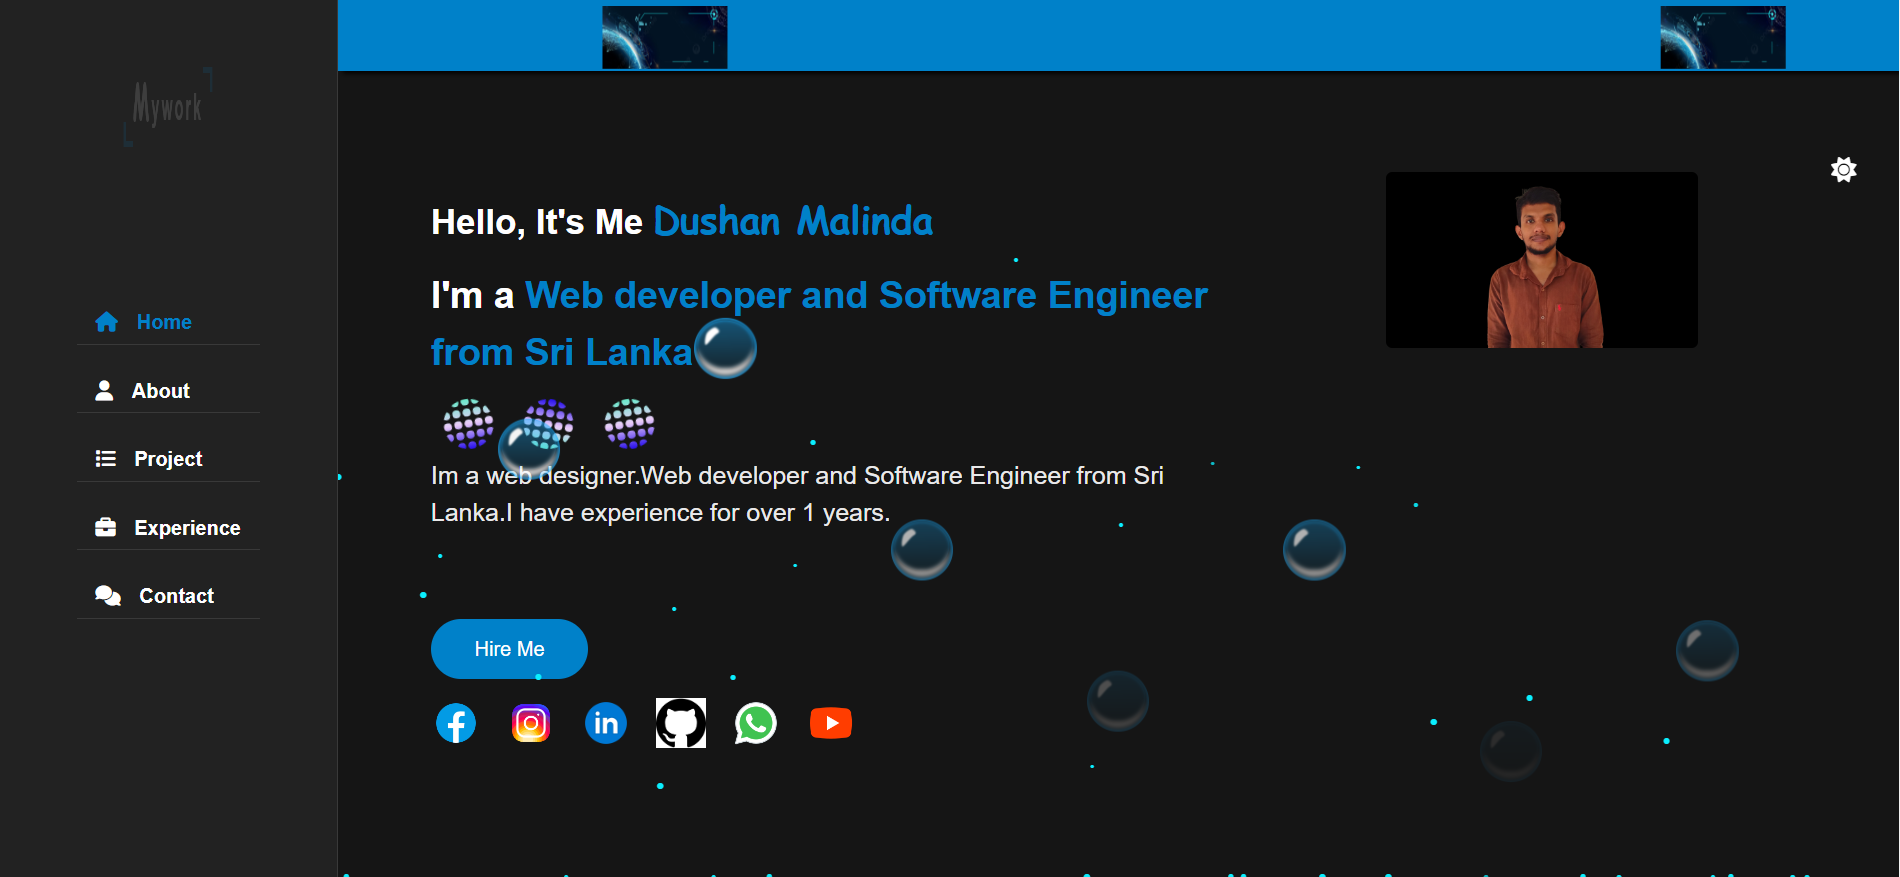 Mywork
Home
About
Project
Experience
Contact
Hello, It's Me Dushan Malinda
I'm a Web developer and Software Engineer
from Sri Lanka
Im a web designer.Web developer and Software Engineer from Sri
Lanka.I have experience for over 1 years.
Hire Me